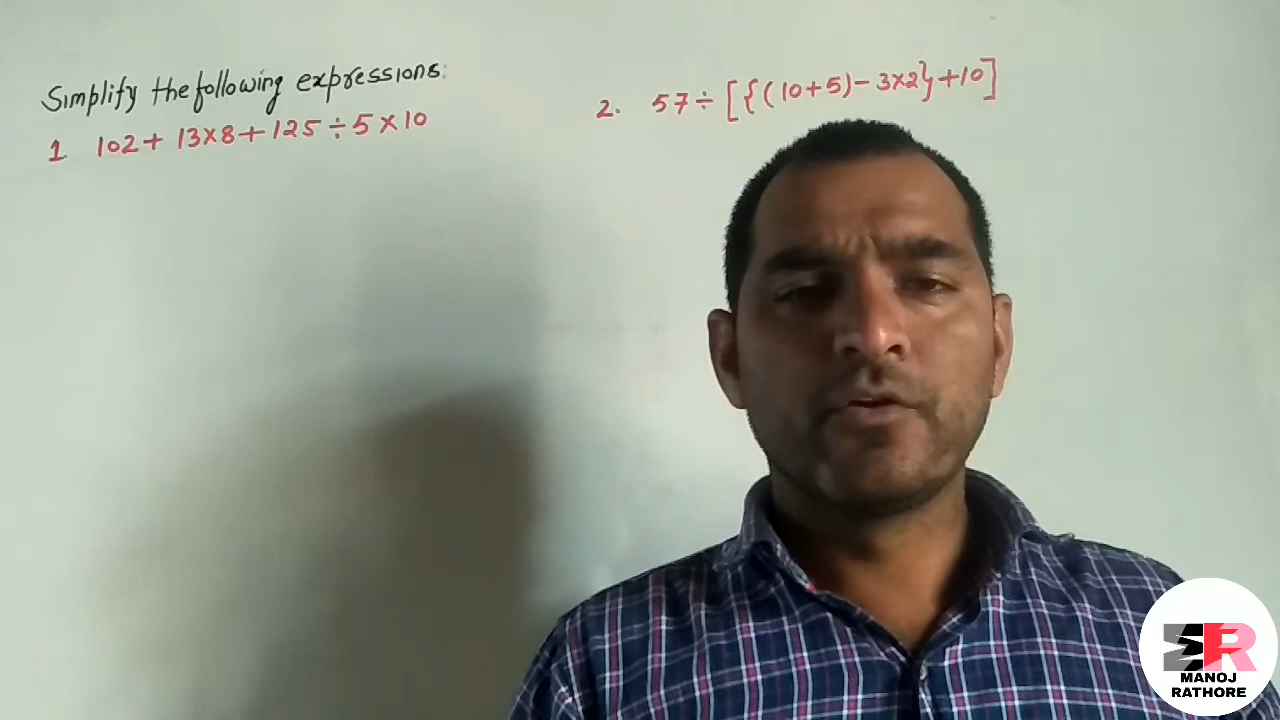 Simplify the following expressions:
1. 102 + 13 × 8 + 125 ÷ 5 × 10
2. 57 ÷ [{(10+5) − 3×2} + 10]
MANOJ
RATHORE